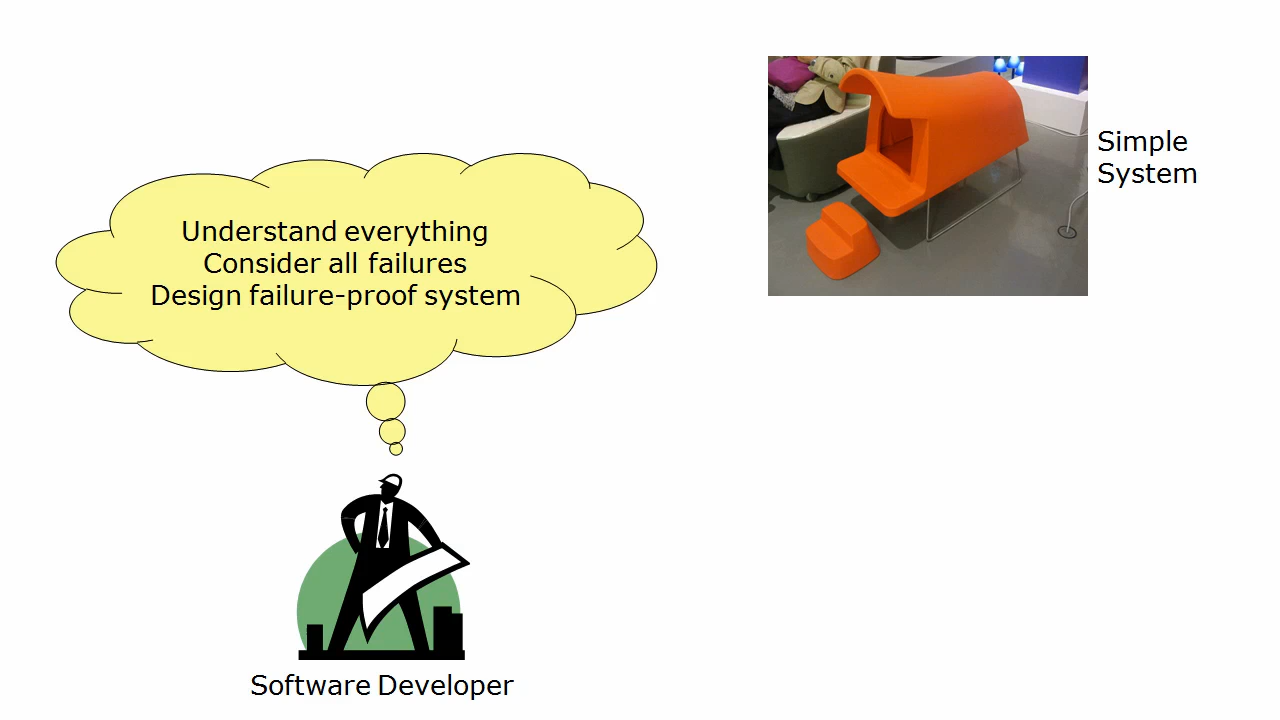 Understand everything
Consider all failures
Design failure-proof system
Simple
System
Software Developer